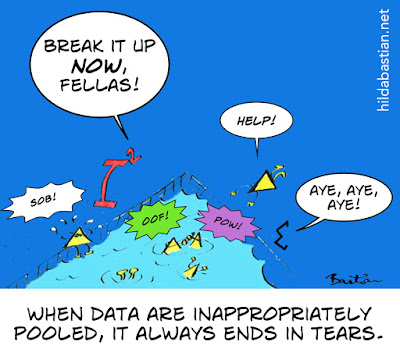 BREAK IT UP
NOW,
FELLAS!
hildabastian.net
HELP!
I²
SOB!
OOF!
POW!
AYE, AYE,
AYE!
Σ
Bastian
WHEN DATA ARE INAPPROPRIATELY
POOLED, IT ALWAYS ENDS IN TEARS.